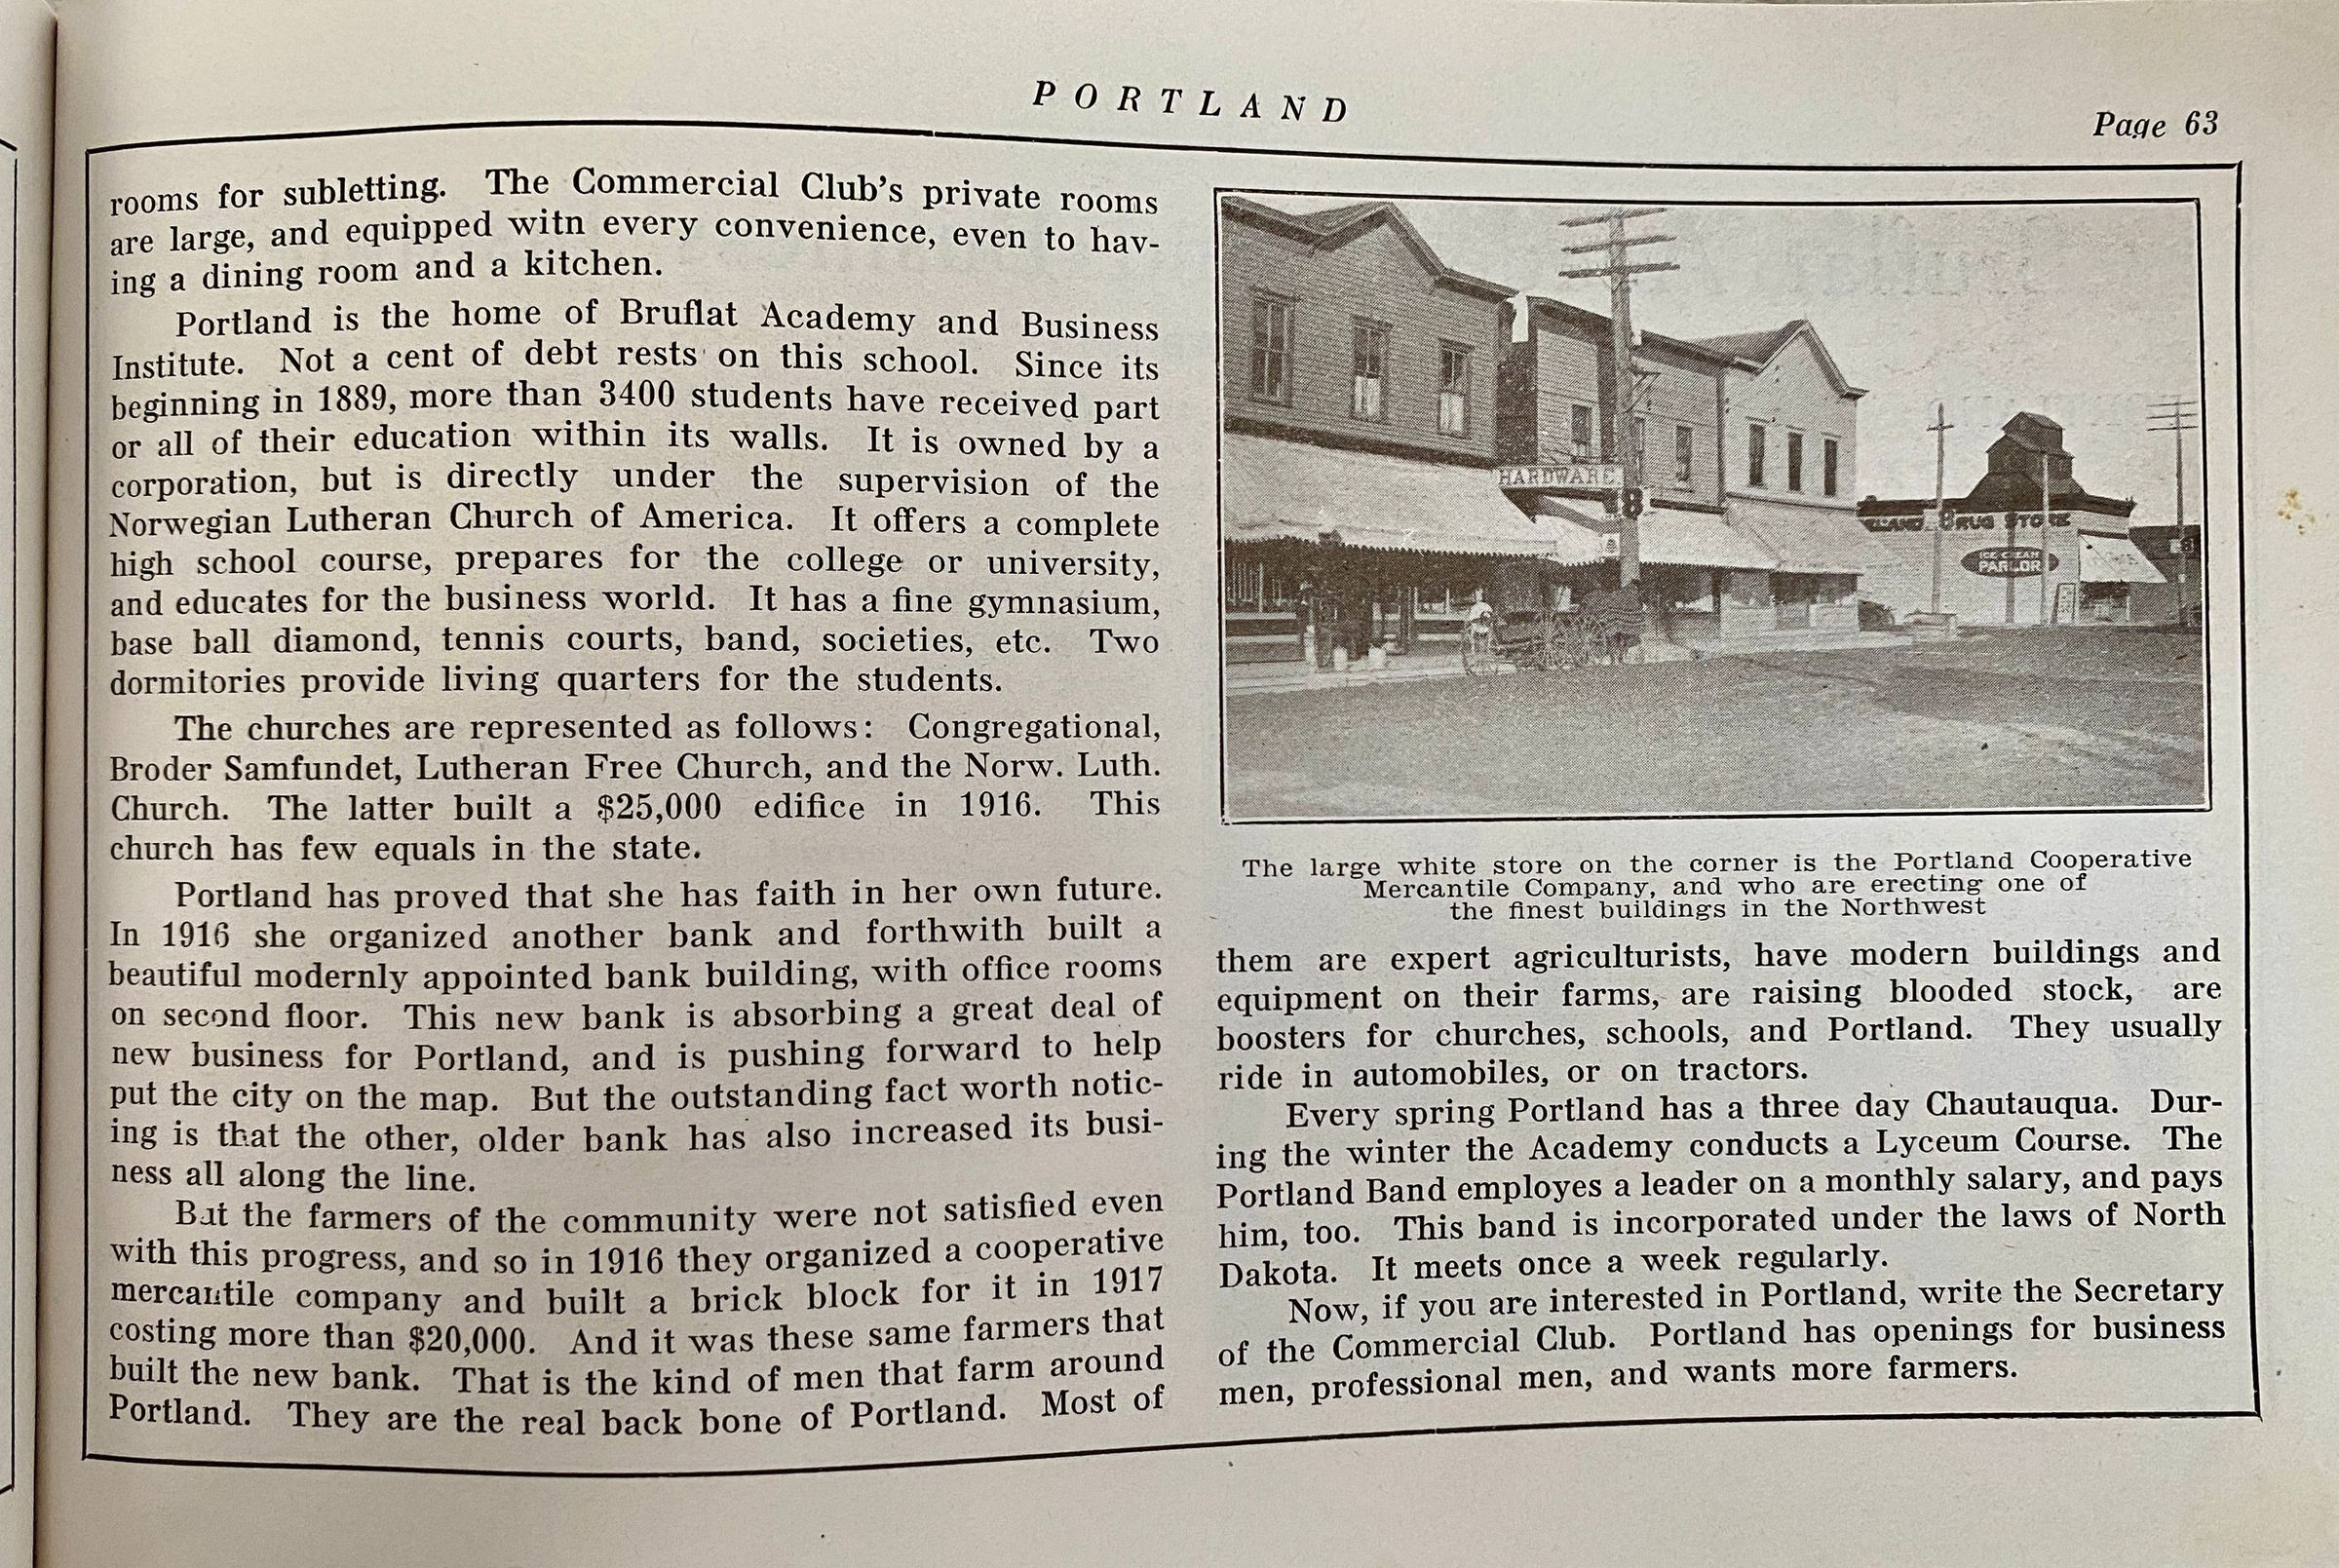 PORTLAND
Page 63
rooms for subletting. The Commercial Club's private rooms
are large, and equipped witn every convenience, even to hav-
ing a dining room and a kitchen.
Portland is the home of Bruflat Academy and Business
Institute. Not a cent of debt rests on this school. Since its
beginning in 1889, more than 3400 students have received part
or all of their education within its walls. It is owned by a
corporation, but is directly under the supervision of the
Norwegian Lutheran Church of America. It offers a complete
high school course, prepares for the college or university,
and educates for the business world. It has a fine gymnasium,
base ball diamond, tennis courts, band, societies, etc. Two
dormitories provide living quarters for the students.
The churches are represented as follows: Congregational,
Broder Samfundet, Lutheran Free Church, and the Norw. Luth.
Church. The latter built a $25,000 edifice in 1916. This
church has few equals in the state.
Portland has proved that she has faith in her own future.
In 1916 she organized another bank and forthwith built a
beautiful modernly appointed bank building, with office rooms
on second floor. This new bank is absorbing a great deal of
new business for Portland, and is pushing forward to help
put the city on the map. But the outstanding fact worth notic-
ing is that the other, older bank has also increased its busi-
ness all along the line.
But the farmers of the community were not satisfied even
with this progress, and so in 1916 they organized a cooperative
mercantile company and built a brick block for it in 1917
costing more than $20,000. And it was these same farmers that
built the new bank. That is the kind of men that farm around
Portland. They are the real back bone of Portland. Most of
HARDWARE
8
LAND DRUG STORE
ICE CREAM
PARLOR
The large white store on the corner is the Portland Cooperative
Mercantile Company, and who are erecting one of
the finest buildings in the Northwest
them are expert agriculturists, have modern buildings and
equipment on their farms, are raising blooded stock, are
boosters for churches, schools, and Portland. They usually
ride in automobiles, or on tractors.
Every spring Portland has a three day Chautauqua. Dur-
ing the winter the Academy conducts a Lyceum Course. The
Portland Band employes a leader on a monthly salary, and pays
him, too. This band is incorporated under the laws of North
Dakota. It meets once a week regularly.
Now, if you are interested in Portland, write the Secretary
of the Commercial Club. Portland has openings for business
men, professional men, and wants more farmers.